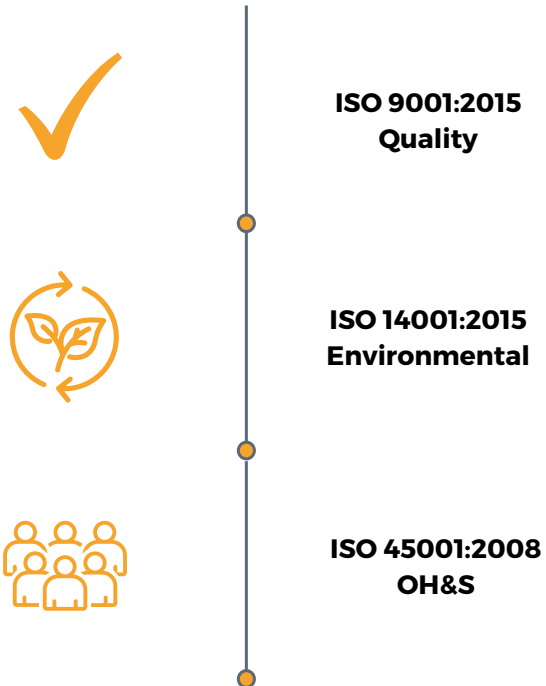 ISO 9001:2015
Quality
ISO 14001:2015
Environmental
ISO 45001:2008
OH&S